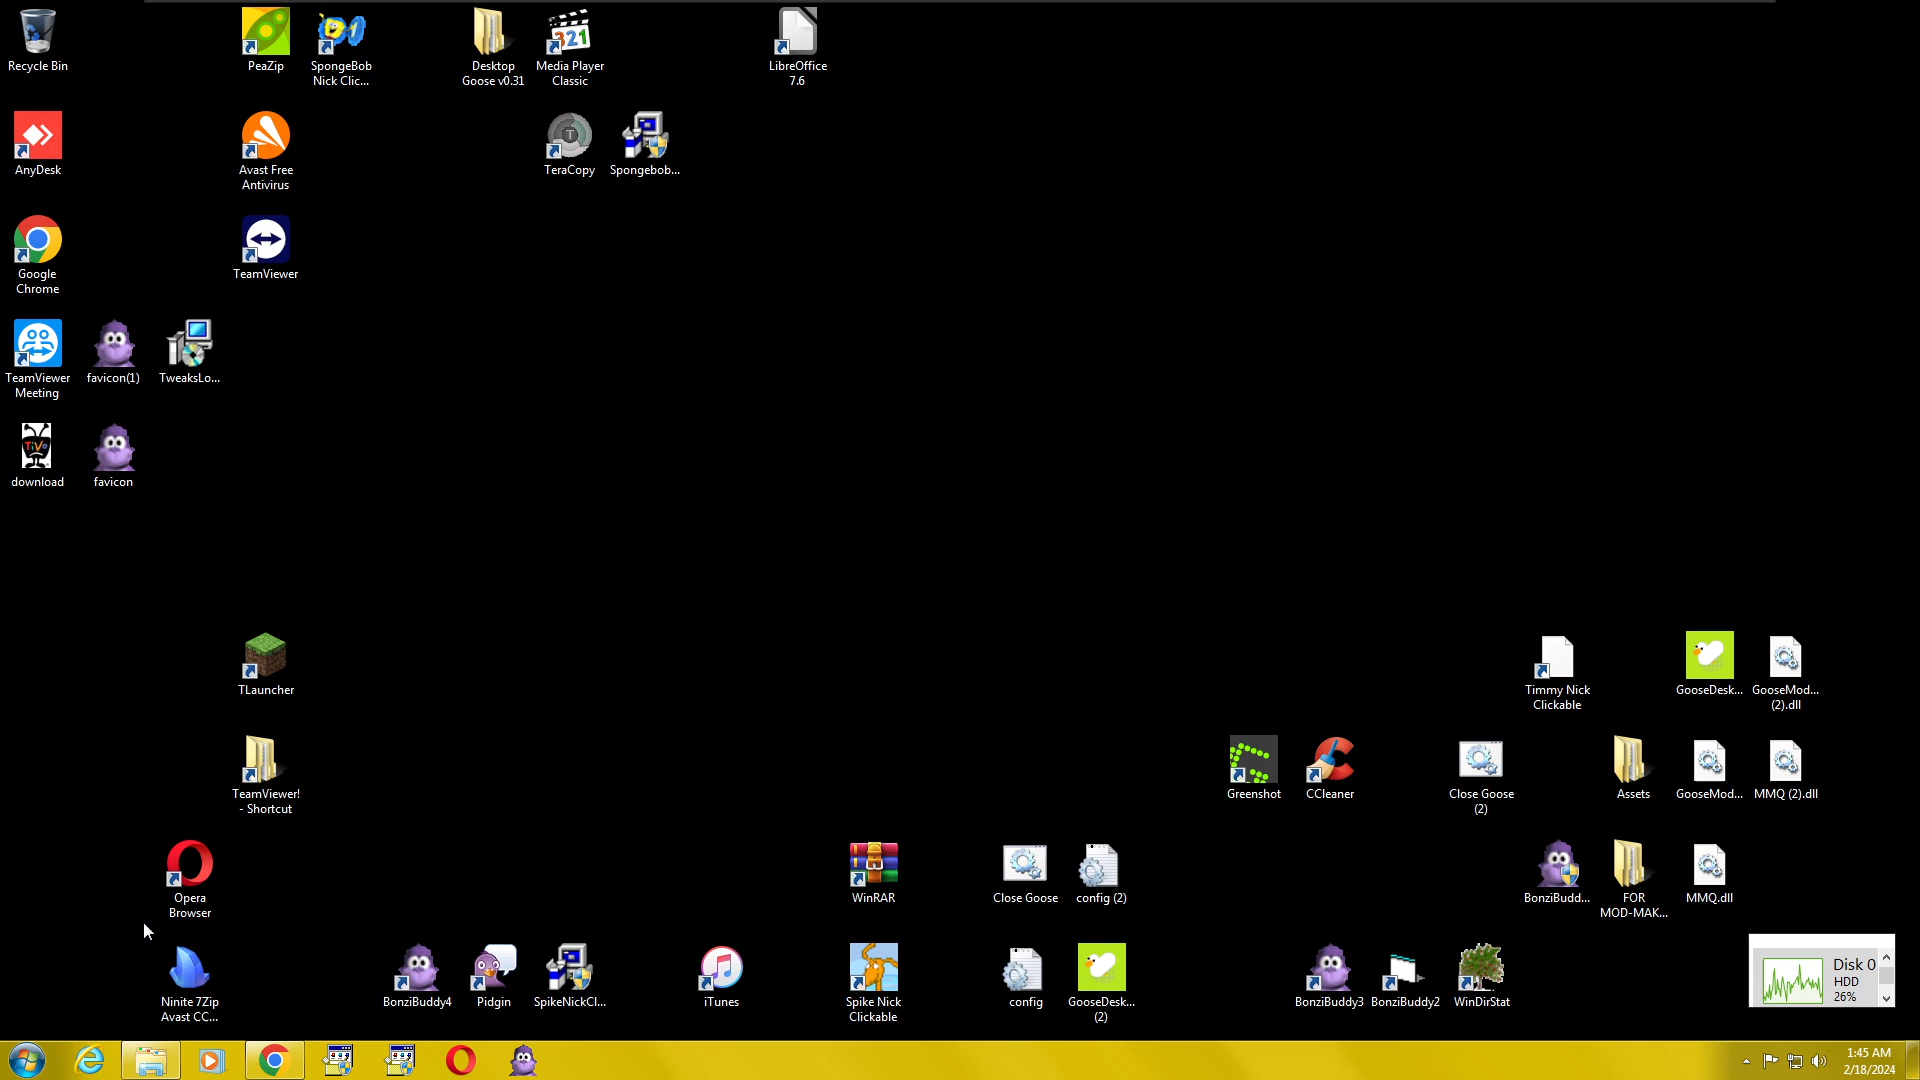 Recycle Bin
PeaZip
SpongeBob
Nick Clic...
Desktop
Goose v0.31
Media Player
Classic
321
LibreOffice
7.6
AnyDesk
Avast Free
Antivirus
T
TeraCopy
Spongebob...
Google
Chrome
TeamViewer
TeamViewer
Meeting
favicon(1)
TweaksLo...
TiVo
download
favicon
TLauncher
Timmy Nick
Clickable
GooseDesk...
GooseMod...
(2).dll
TeamViewer!
- Shortcut
Greenshot
CCleaner
Close Goose
(2)
Assets
GooseMod...
MMQ (2).dll
Opera
Browser
WinRAR
Close Goose
config (2)
BonziBudd...
FOR
MOD-MAK...
MMQ.dll
Ninite 7Zip
Avast CC...
BonziBuddy4
Pidgin
SpikeNickCl...
iTunes
Spike Nick
Clickable
config
GooseDesk...
(2)
BonziBuddy3
BonziBuddy2
WinDirStat
Disk 0
HDD
26%
1:45 AM
2/18/2024